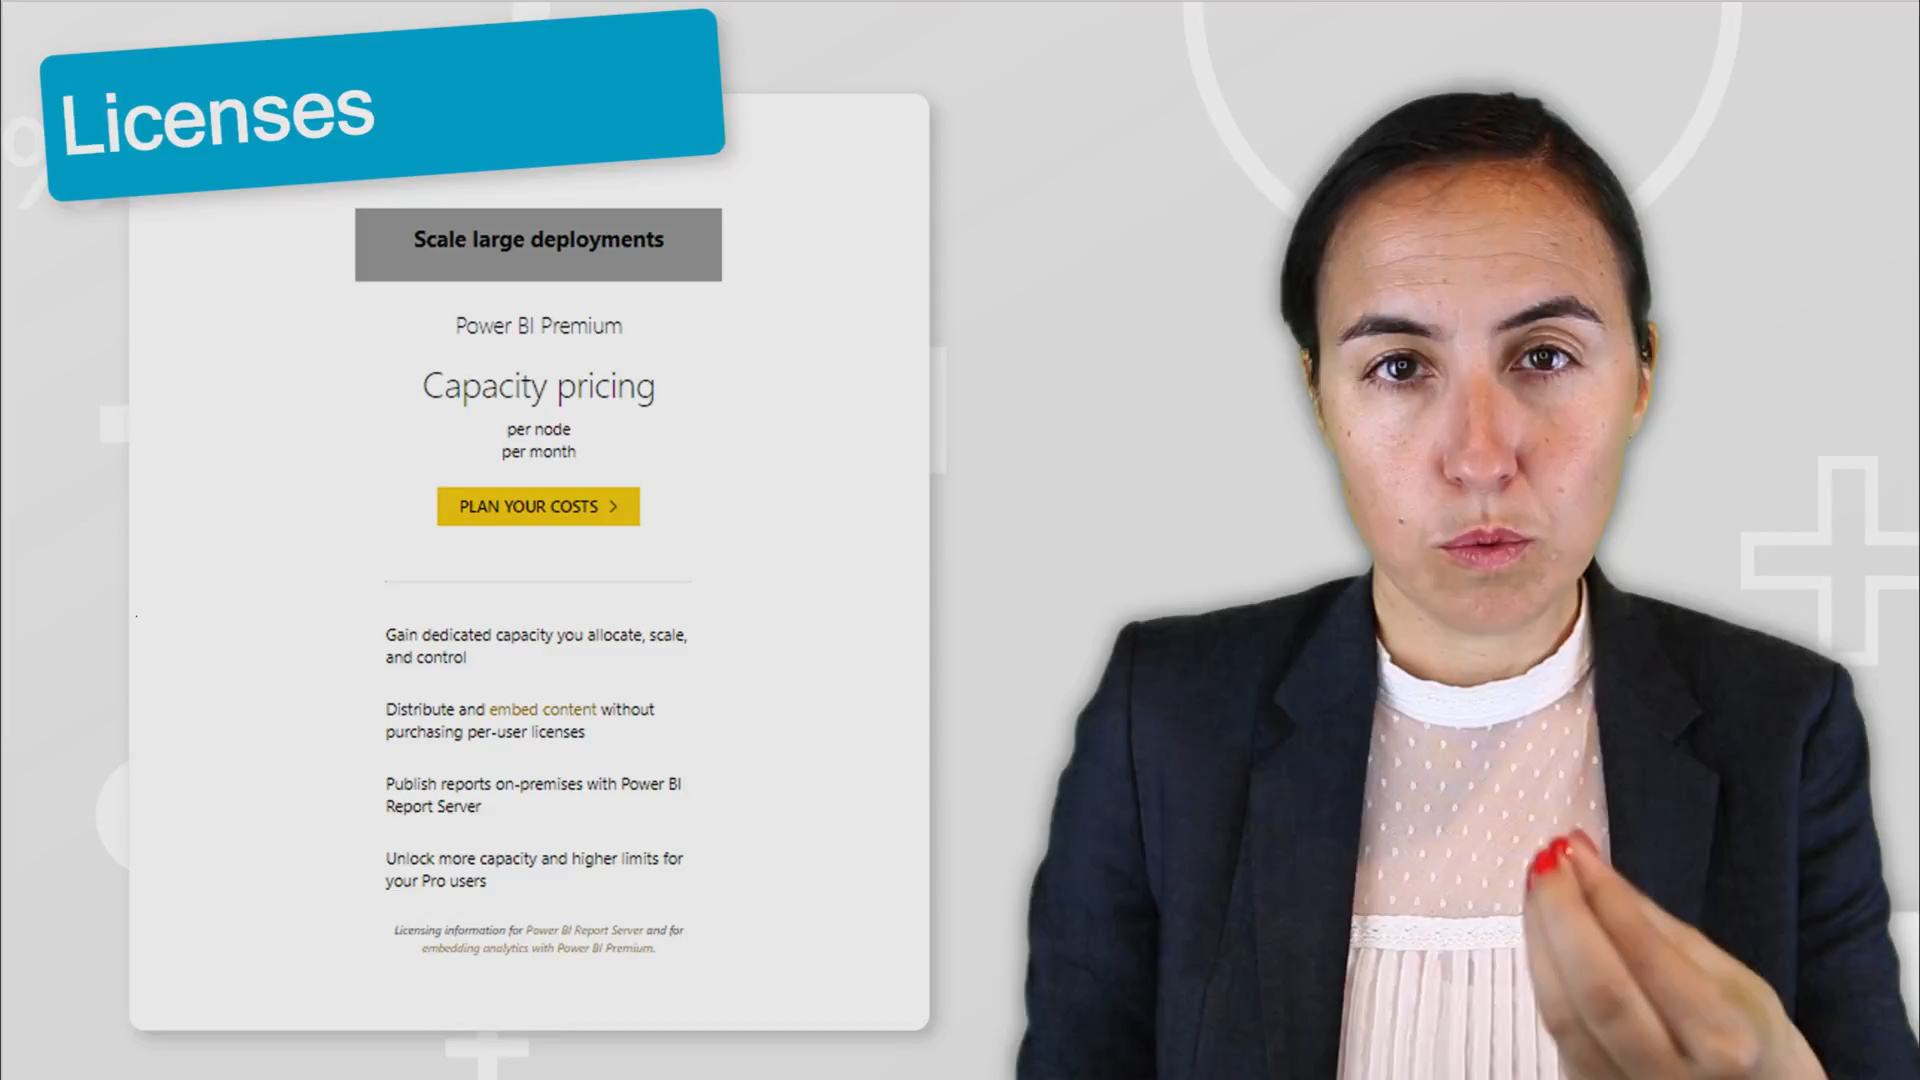 Licenses
Scale large deployments
Power BI Premium
Capacity pricing
per node
per month
PLAN YOUR COSTS >
Gain dedicated capacity you allocate, scale,
and control
Distribute and embed content without
purchasing per-user licenses
Publish reports on-premises with Power BI
Report Server
Unlock more capacity and higher limits for
your Pro users
Licensing information for Power BI Report Server and for
embedding analytics with Power BI Premium.